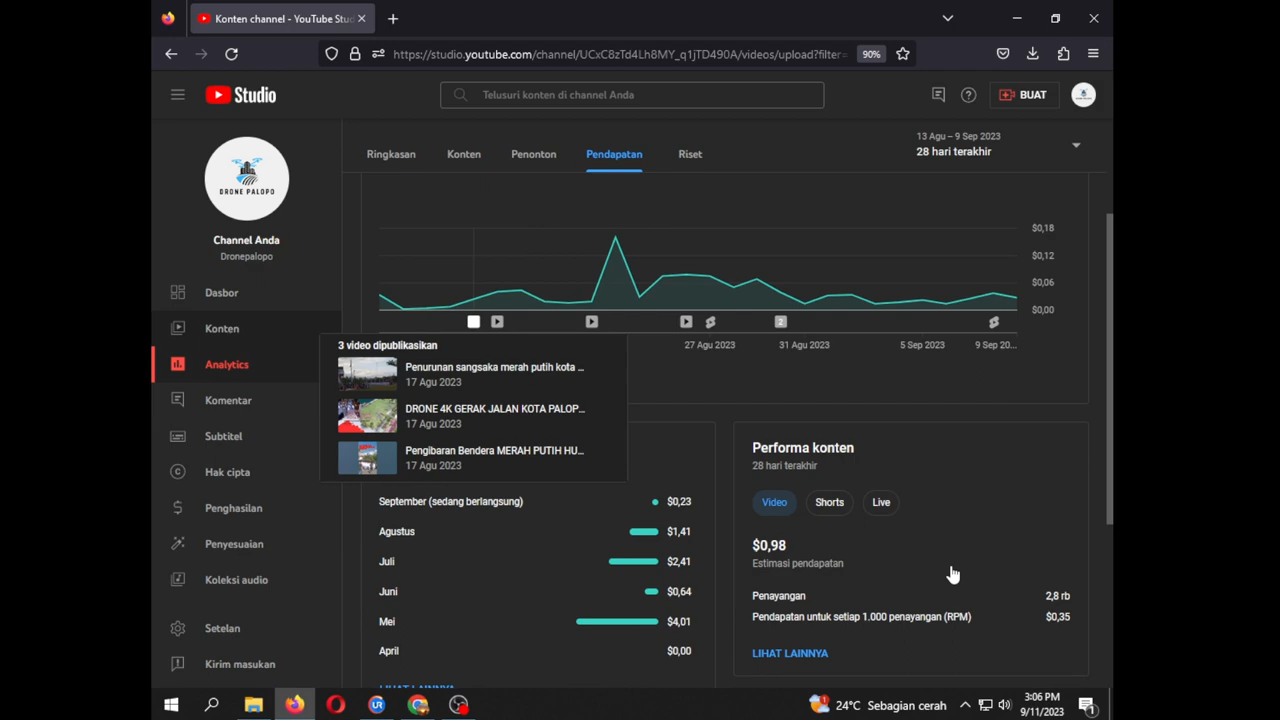 Konten channel - YouTube Stud
https://studio.youtube.com/channel/UCxC8zTd4Lh8MY_q1jTD490A/videos/upload?filter=
90%
Studio
Telusuri konten di channel Anda
BUAT
DRONE PALOPO
Channel Anda
Dronepalopo
Dasbor
Konten
Analytics
Komentar
Subtitel
Hak cipta
Penghasilan
Penyesuaian
Koleksi audio
Setelan
Kirim masukan
Ringkasan
Konten
Penonton
Pendapatan
Riset
13 Agu – 9 Sep 2023
28 hari terakhir
$0,18
$0,12
$0,06
$0,00
2
27 Agu 2023
31 Agu 2023
5 Sep 2023
9 Sep 20...
3 video dipublikasikan
Penurunan sangsaka merah putih kota ...
17 Agu 2023
DRONE 4K GERAK JALAN KOTA PALOP...
17 Agu 2023
Pengibaran Bendera MERAH PUTIH HU...
17 Agu 2023
September (sedang berlangsung) $0,23
Agustus $1,41
Juli $2,41
Juni $0,64
Mei $4,01
April $0,00
Performa konten
28 hari terakhir
Video
Shorts
Live
$0,98
Estimasi pendapatan
Penayangan 2,8 rb
Pendapatan untuk setiap 1.000 penayangan (RPM) $0,35
LIHAT LAINNYA
24°C Sebagian cerah
3:06 PM
9/11/2023
1